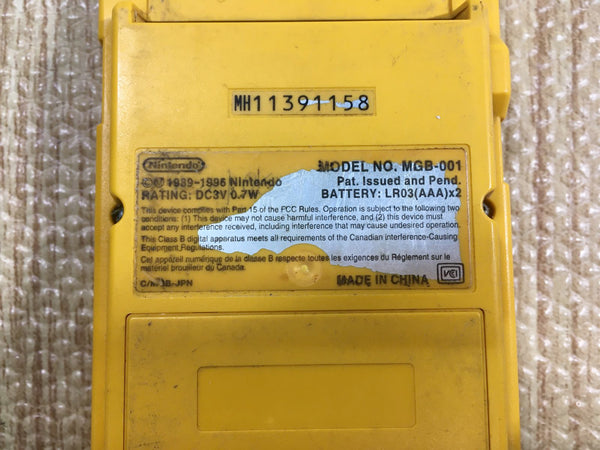 MH11391158
Nintendo
MODEL NO. MGB-001
©1989-1996 Nintendo
Pat. Issued and Pend.
RATING: DC3V 0.7W
BATTERY: LR03(AAA)x2
This device complies with Part 15 of the FCC Rules. Operation is subject to the following two
conditions: (1) This device may not cause harmful interference, and (2) this device must
accept any interference received, including interference that may cause undesired operation.
This Class B digital apparatus meets all requirements of the Canadian Interference-Causing
Equipment Regulations.
Cet appareil numérique de la classe B respecte toutes les exigences du Règlement sur le
matériel brouilleur du Canada.
MADE IN CHINA
VCI